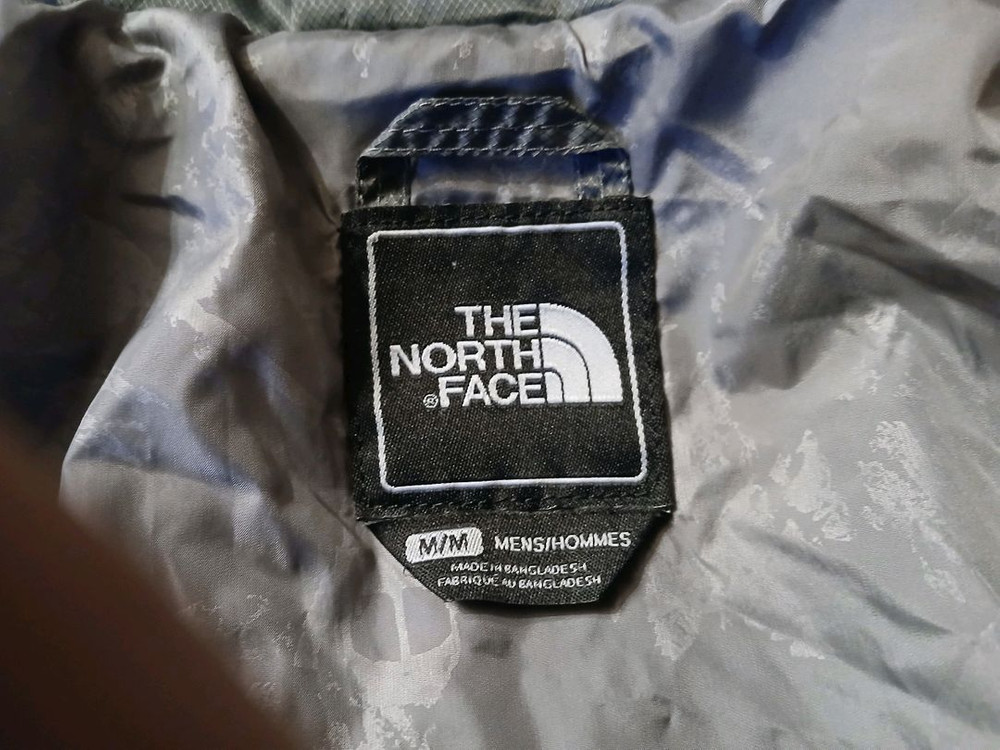 THE
NORTH
®FACE
M/M MENS/HOMMES
MADE IN BANGLADESH
FABRIQUE AU BANGLADESH